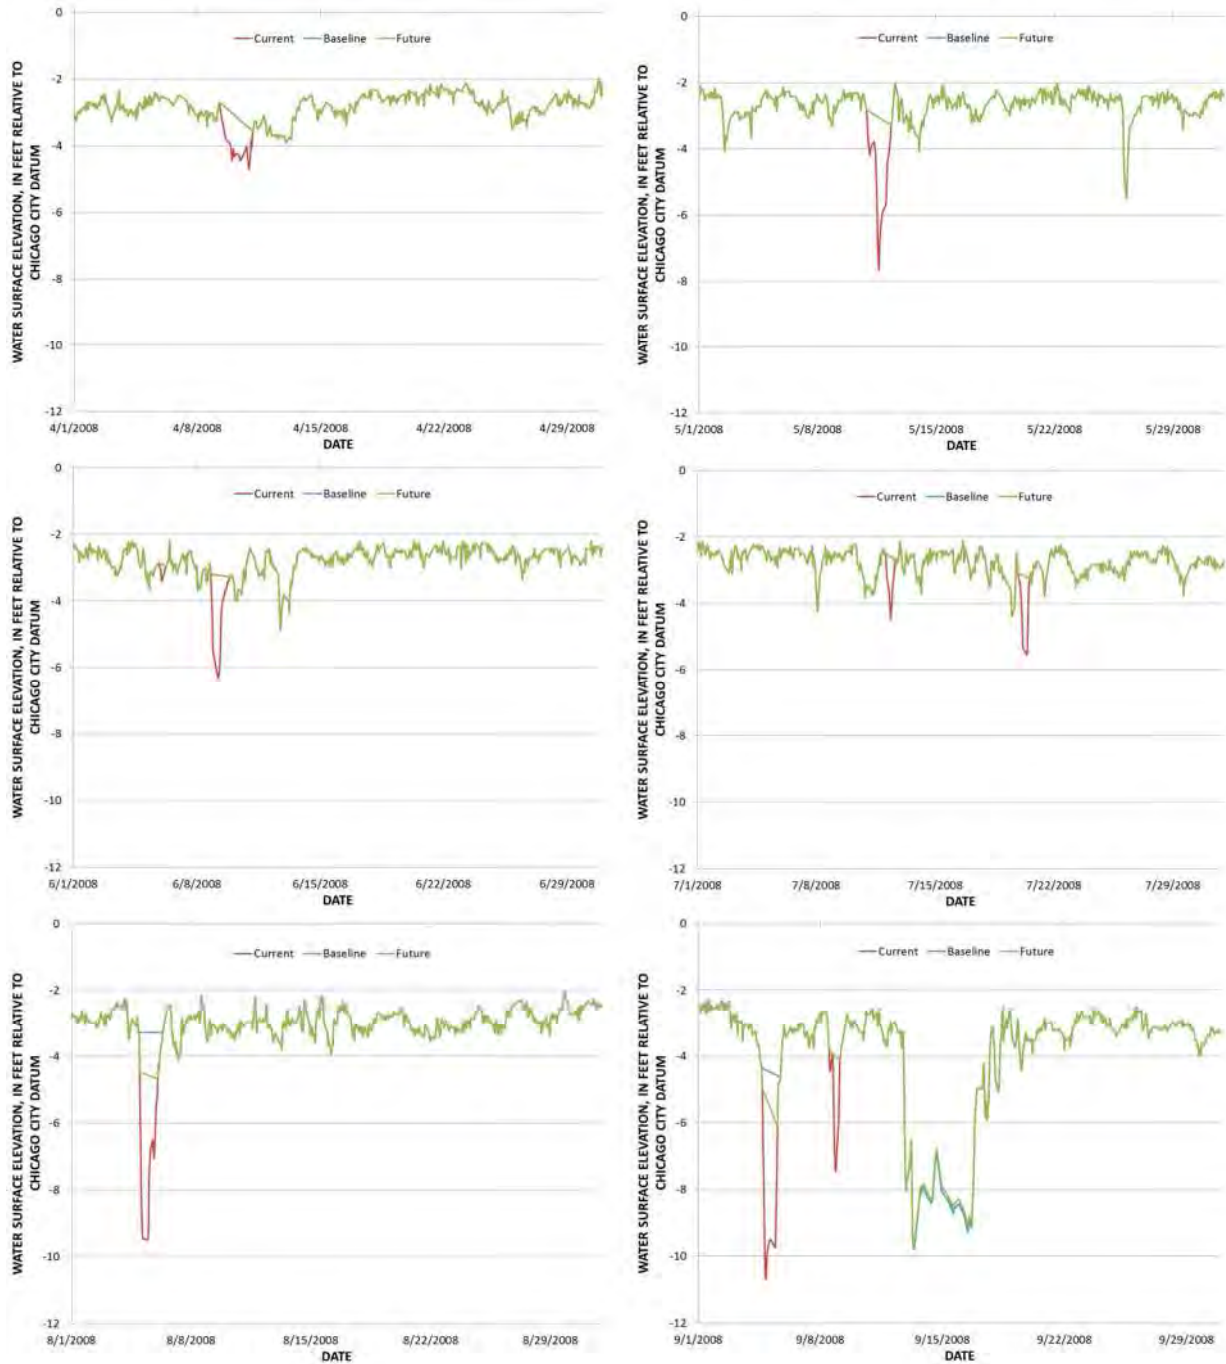 WATER SURFACE ELEVATION, IN FEET RELATIVE TO
CHICAGO CITY DATUM
0
-2
-4
-6
-8
-10
-12
Current Baseline Future
4/1/2008 4/8/2008 4/15/2008 4/22/2008 4/29/2008
DATE
WATER SURFACE ELEVATION, IN FEET RELATIVE TO
CHICAGO CITY DATUM
0
-2
-4
-6
-8
-10
-12
Current Baseline Future
5/1/2008 5/8/2008 5/15/2008 5/22/2008 5/29/2008
DATE
WATER SURFACE ELEVATION, IN FEET RELATIVE TO
CHICAGO CITY DATUM
0
-2
-4
-6
-8
-10
-12
Current Baseline Future
6/1/2008 6/8/2008 6/15/2008 6/22/2008 6/29/2008
DATE
WATER SURFACE ELEVATION, IN FEET RELATIVE TO
CHICAGO CITY DATUM
0
-2
-4
-6
-8
-10
-12
Current Baseline Future
7/1/2008 7/8/2008 7/15/2008 7/22/2008 7/29/2008
DATE
WATER SURFACE ELEVATION, IN FEET RELATIVE TO
CHICAGO CITY DATUM
0
-2
-4
-6
-8
-10
-12
Current Baseline Future
8/1/2008 8/8/2008 8/15/2008 8/22/2008 8/29/2008
DATE
WATER SURFACE ELEVATION, IN FEET RELATIVE TO
CHICAGO CITY DATUM
0
-2
-4
-6
-8
-10
-12
Current Baseline Future
9/1/2008 9/8/2008 9/15/2008 9/22/2008 9/29/2008
DATE